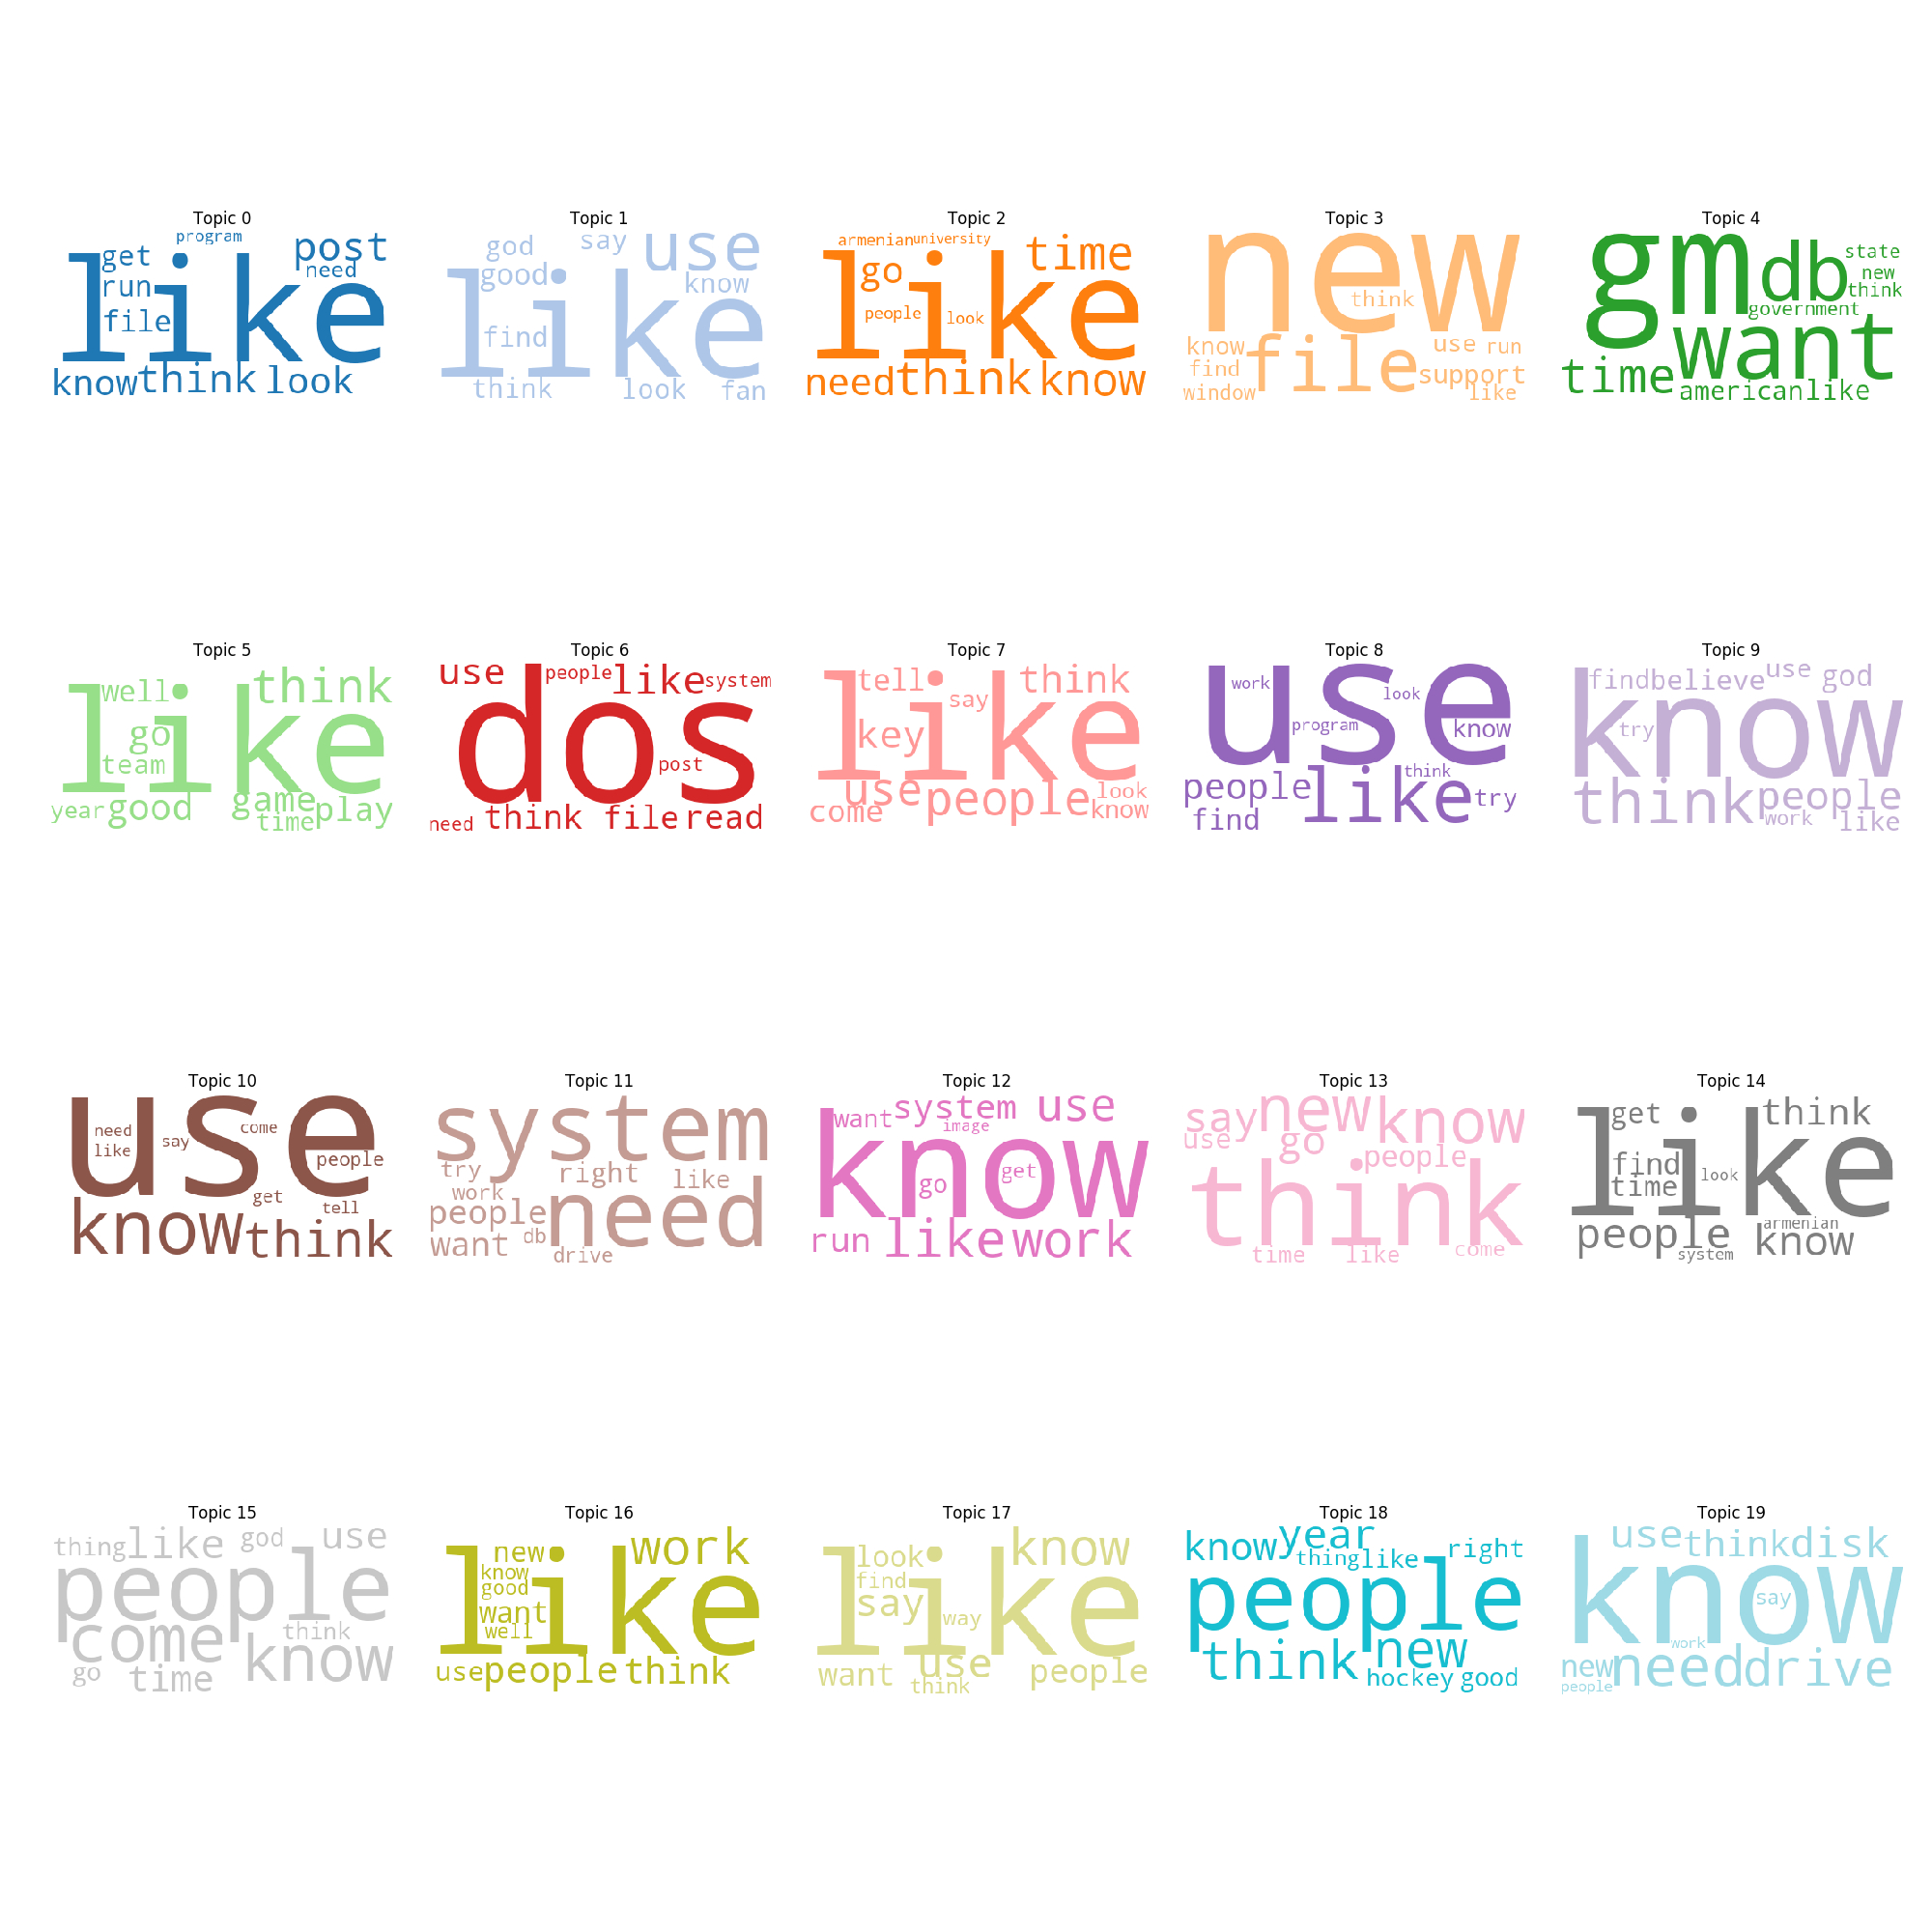 Topic 0
program
get
post
need
run
like
file
know think look
Topic 1
god say use
good know
like
find
think look fan
Topic 2
armenian university
time
go
like
people look
need think know
Topic 3
new
think
know file use run
find support
window like
Topic 4
gm db state
new
think
government
want
time
american like
Topic 5
well think
like
go
team
year good game play
time
Topic 6
use people like system
dos
post
need think file read
Topic 7
tell think
say
like
key
use people look
come know
Topic 8
work use look
program know
people like think try
find
Topic 9
find believe use god
know
try
think people
work like
Topic 10
use
need come
like say people
get
tell
know think
Topic 11
system
try right like
work
people need
want db
drive
Topic 12
want system use
image
know
go get
run like work
Topic 13
say new know
use go people
think
time like come
Topic 14
get think
like
find
time look
people armenian
know
system
Topic 15
thing like god use
people
come think
know
go time
Topic 16
new work
know
good like
want
well
use people think
Topic 17
look know
find like
say way
want use people
think
Topic 18
know year right
thing like
people
think new
hockey good
Topic 19
use think disk
know
say
work
new need drive
people